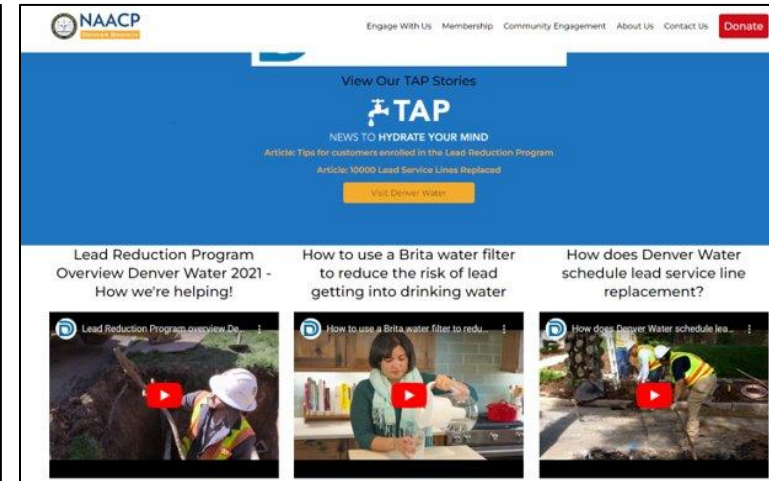 NAACP
Denver Branch
Engage With Us Membership Community Engagement About Us Contact Us Donate
View Our TAP Stories
TAP
NEWS TO HYDRATE YOUR MIND
Article: Tips for customers enrolled in the Lead Reduction Program
Article: 10000 Lead Service Lines Replaced
Visit Denver Water
Lead Reduction Program
Overview Denver Water 2021 -
How we're helping!
How to use a Brita water filter
to reduce the risk of lead
getting into drinking water
How does Denver Water
schedule lead service line
replacement?
Lead Reduction Program overview De...
How to use a Brita water filter to redu...
How does Denver Water schedule lea...